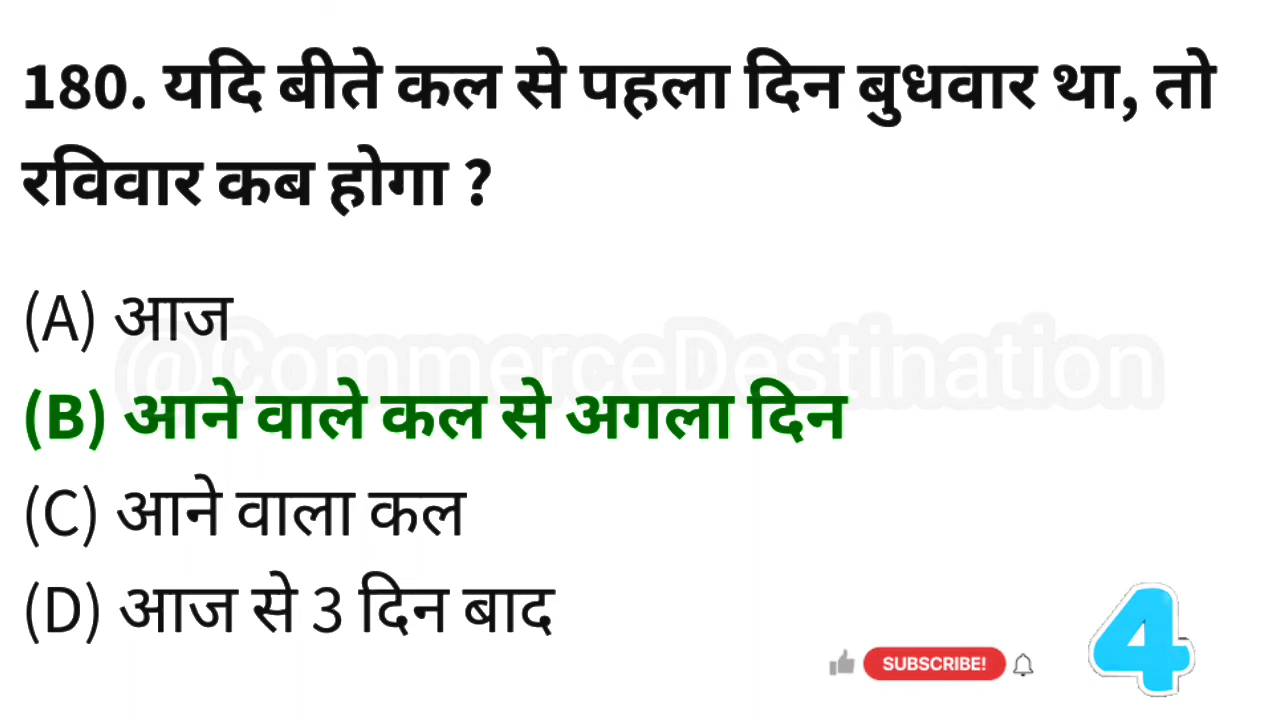 180. यदि बीते कल से पहला दिन बुधवार था, तो
रविवार कब होगा ?
(A) आज
@CommerceDestination
(B) आने वाले कल से अगला दिन
(C) आने वाला कल
(D) आज से 3 दिन बाद
SUBSCRIBE!
4